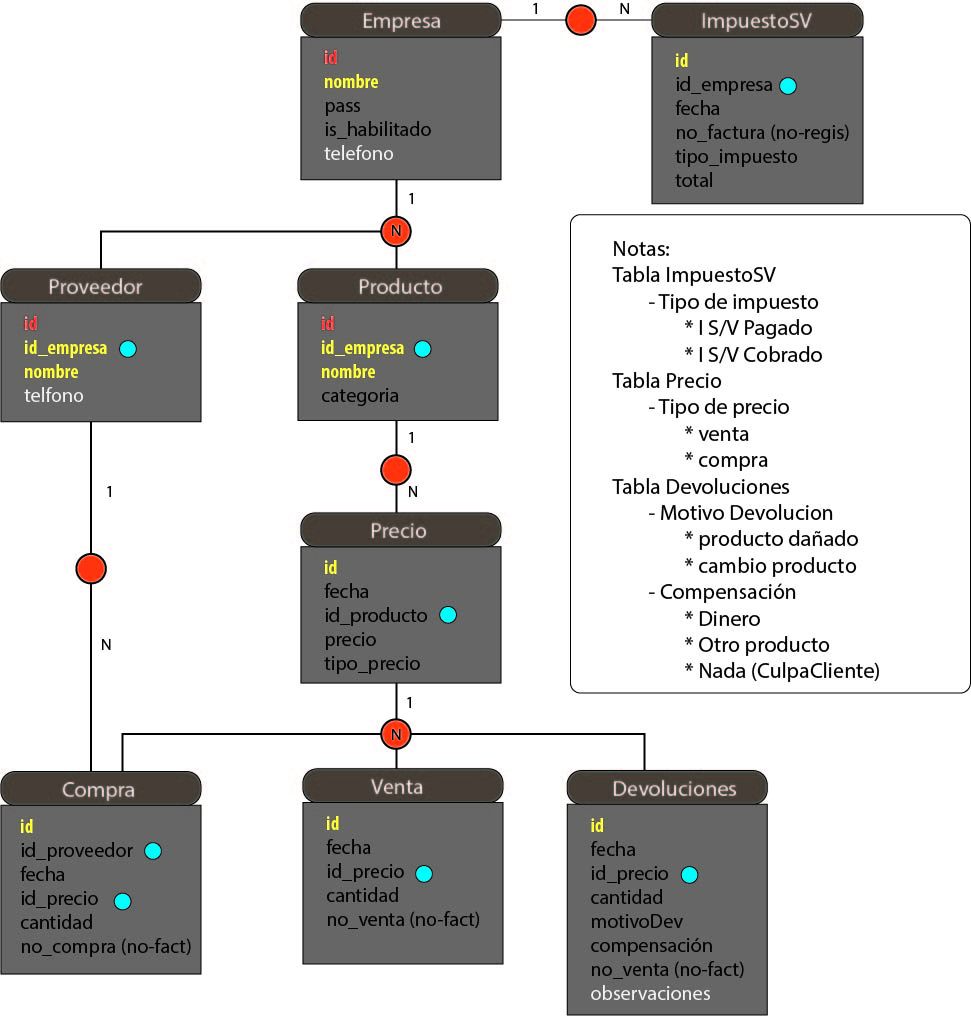 Empresa
id
nombre
pass
is_habilitado
telefono
1
N
ImpuestoSV
id
id_empresa
fecha
no_factura (no-regis)
tipo_impuesto
total
1
N
Proveedor
id
id_empresa
nombre
telfono
Producto
id
id_empresa
nombre
categoria
Notas:
Tabla ImpuestoSV
- Tipo de impuesto
* I S/V Pagado
* I S/V Cobrado
Tabla Precio
- Tipo de precio
* venta
* compra
Tabla Devoluciones
- Motivo Devolucion
* producto dañado
* cambio producto
- Compensación
* Dinero
* Otro producto
* Nada (CulpaCliente)
1
N
1
N
Precio
id
fecha
id_producto
precio
tipo_precio
1
N
Compra
id
id_proveedor
fecha
id_precio
cantidad
no_compra (no-fact)
Venta
id
fecha
id_precio
cantidad
no_venta (no-fact)
Devoluciones
id
fecha
id_precio
cantidad
motivoDev
compensación
no_venta (no-fact)
observaciones